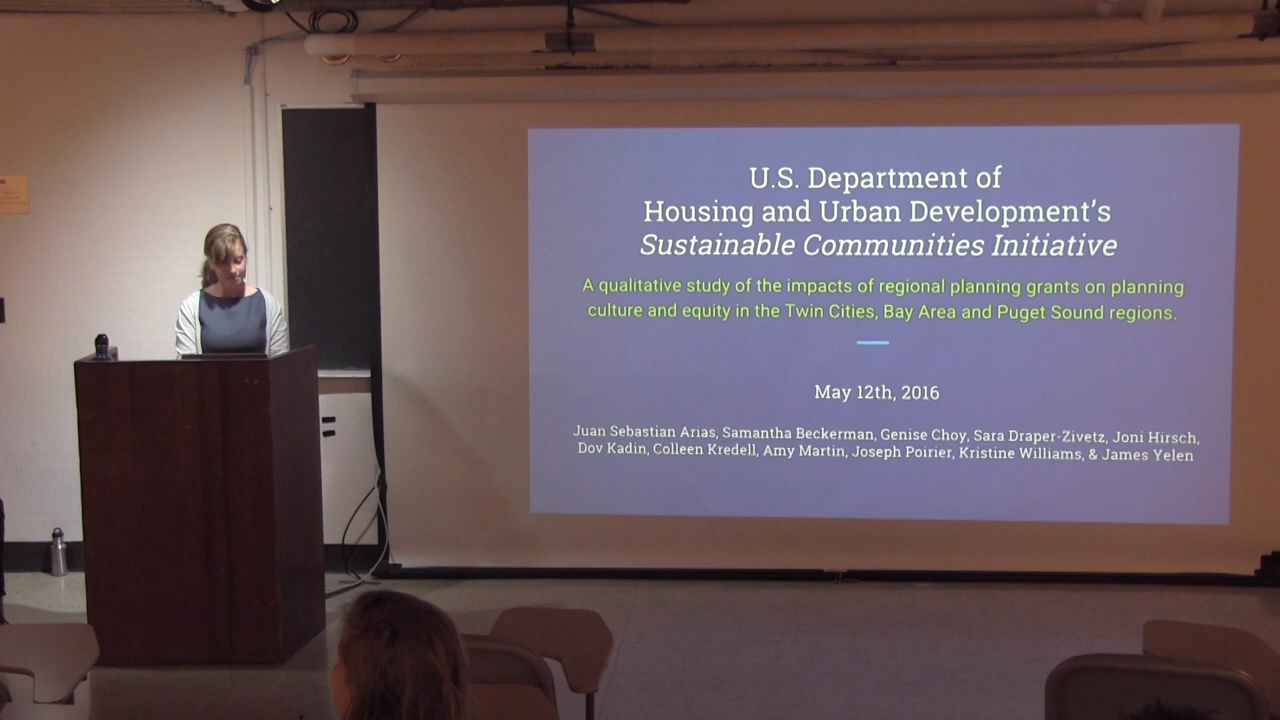 U.S. Department of
Housing and Urban Development's
Sustainable Communities Initiative
A qualitative study of the impacts of regional planning grants on planning
culture and equity in the Twin Cities, Bay Area and Puget Sound regions.
May 12th, 2016
Juan Sebastian Arias, Samantha Beckerman, Genise Choy, Sara Draper-Zivetz, Joni Hirsch,
Dov Kadin, Colleen Kredell, Amy Martin, Joseph Poirier, Kristine Williams, & James Yelen